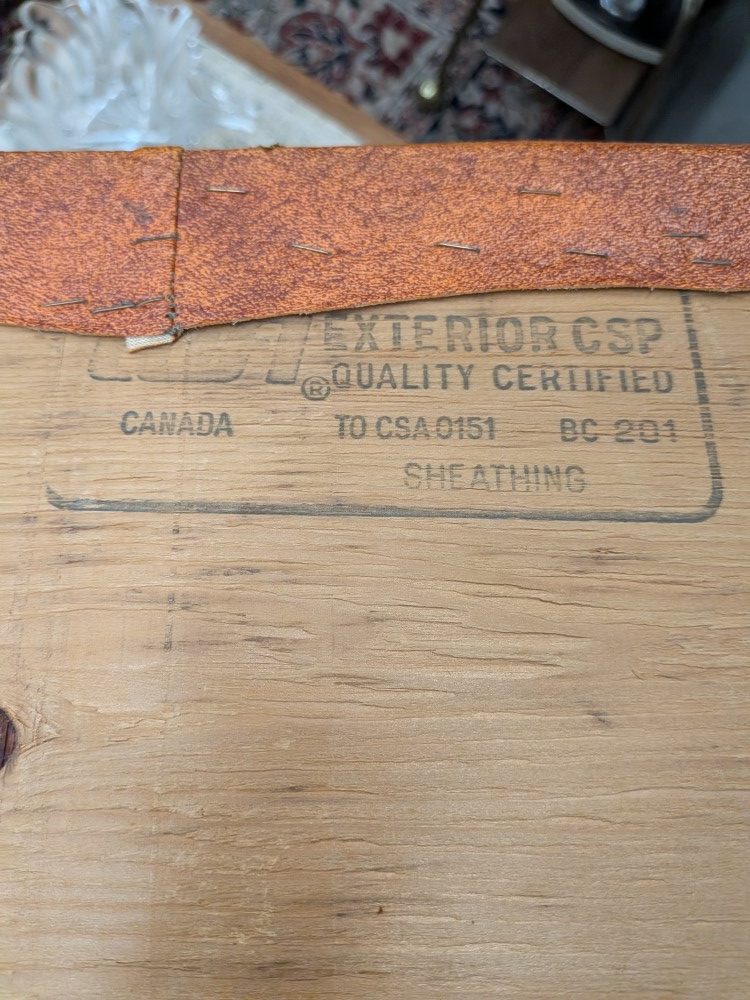 EXTERIOR CSP
® QUALITY CERTIFIED
CANADA TO CSA 0151 BC 201
SHEATHING